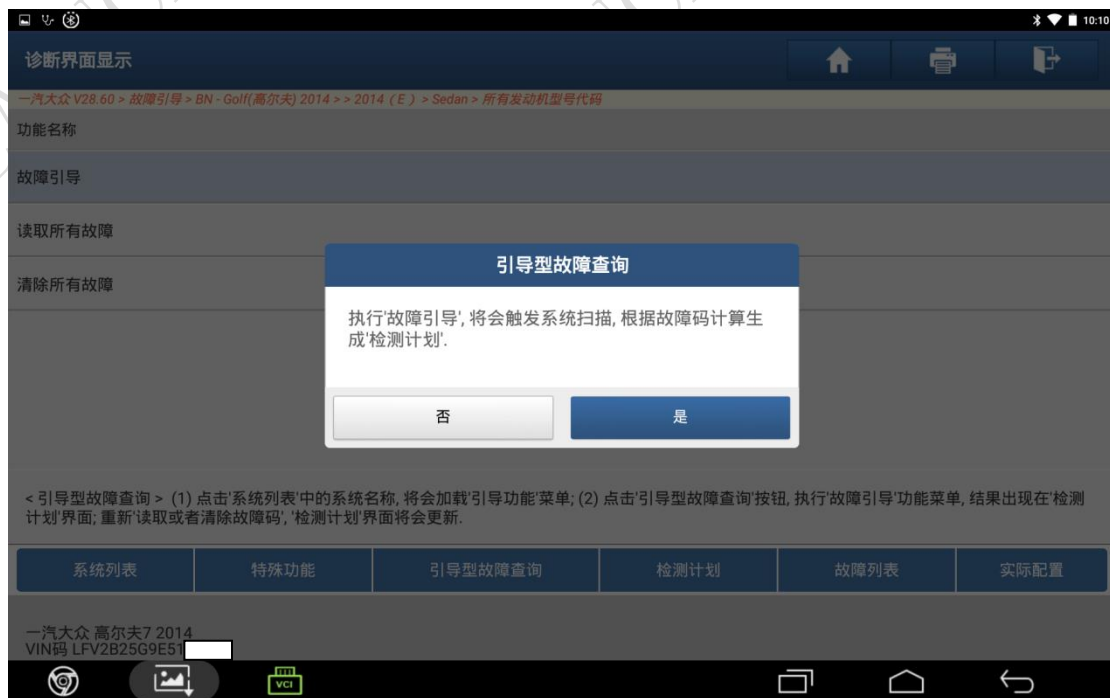 10:10
诊断界面显示
一汽大众 V28.60 > 故障引导 > BN - Golf(高尔夫) 2014 > > 2014 ( E ) > Sedan > 所有发动机型号代码
功能名称
故障引导
读取所有故障
清除所有故障
引导型故障查询
执行'故障引导', 将会触发系统扫描, 根据故障码计算生
成'检测计划'.
否
是
< 引导型故障查询 > (1) 点击'系统列表'中的系统名称, 将会加载'引导功能'菜单; (2) 点击'引导型故障查询'按钮, 执行'故障引导'功能菜单, 结果出现在'检测
计划'界面; 重新'读取或者清除故障码', '检测计划'界面将会更新.
系统列表
特殊功能
引导型故障查询
检测计划
故障列表
实际配置
一汽大众 高尔夫7 2014
VIN码 LFV2B25G9E51
VCI